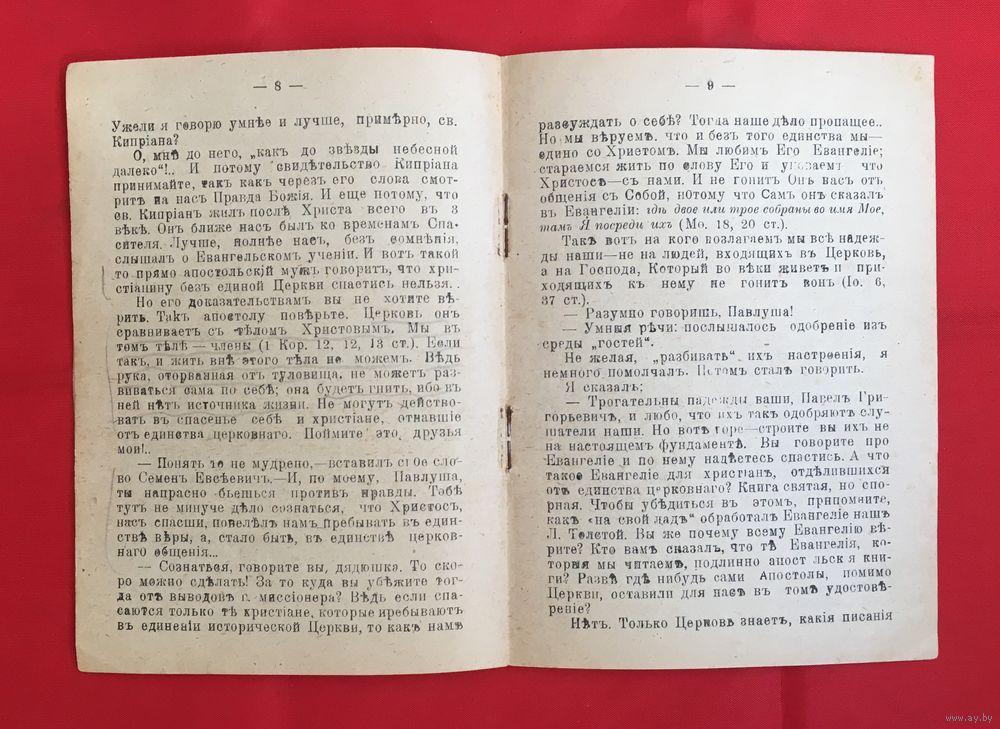 — 8 —
Ужели я говорю умнѣе и лучше, примѣрно, св.
Кипріана?
О, мнѣ до него, „какъ до звѣзды небесной
далеко“!.. И потому свидѣтельство Кипріана
принимайте, такъ какъ черезъ его слова смот-
ритъ на насъ Правда Божія. И еще потому, что
св. Кипріанъ жилъ послѣ Христа всего въ 3
вѣкѣ. Онъ ближе насъ былъ ко временамъ Спа-
сителя. Лучше, полнѣе насъ, безъ сомнѣнія,
слышалъ о Евангельскомъ ученіи. И вотъ такой
то прямо апостольскій мужъ говоритъ, что хри-
стіанину безъ единой Церкви спастись нельзя..
Но его доказательствамъ вы не хотите вѣ-
рить. Такъ апостолу повѣрьте. Церковь онъ
сравниваетъ съ тѣломъ Христовымъ. Мы въ
томъ тѣлѣ — члены (1 Кор. 12, 12, 13 ст.). Если
такъ, и жить внѣ этого тѣла не можемъ. Вѣдь
рука, оторванная отъ туловища, не можетъ раз-
виваться сама по себѣ; она будетъ гнить, ибо въ
ней нѣтъ источника жизни. Не могутъ действо-
вать въ спасенье себѣ и христіане, отпавшіе
отъ единства церковнаго. Поймите это, друзья
мои!..
— Понять то не мудрено,—вставилъ свое сло-
во Семенъ Евсѣевичъ.—И, по моему, Павлуша,
ты напрасно бьешься противъ правды. Тебѣ
тутъ не минуче дѣло сознаться, что Христосъ,
насъ спасши, повелѣлъ намъ пребывать въ един-
ствѣ вѣры, а, стало быть, въ единствѣ церков-
наго общенія...
— Сознаться, говорите вы, дядюшка. То ско-
ро можно сдѣлать! За то куда вы убѣжите тог-
да отъ выводовъ г. миссіонера? Вѣдь если спа-
саются только тѣ христіане, которые пребываютъ
въ единеніи исторической Церкви, то какъ намъ
— 9 —
разсуждать о себѣ? Тогда наше дѣло пропащее..
Но мы вѣруемъ, что и безъ того единства мы—
едино со Христомъ. Мы любимъ Его Евангеліе;
стараемся жить по слову Его и уповаемъ что
Христосъ—съ нами. И не гонитъ Онъ насъ отъ
общенія съ Собой, потому что Самъ онъ сказалъ
въ Евангеліи: гдѣ двое или трое собраны во имя Мое,
тамъ Я посреди ихъ (Мо. 18, 20 ст.).
Такъ вотъ на кого возлагаемъ мы всѣ надеж-
ды наши—не на людей, входящихъ въ Церковь,
а на Господа, Который во вѣки живетъ и при-
ходящихъ къ нему не гонитъ вонъ (Іо. 6,
37 ст.).
— Разумно говоришь, Павлуша!
— Умныя рѣчи: послышалось одобреніе изъ
среды „гостей“.
Не желая, „разбивать“ ихъ настроенія, я
немного помолчалъ. Потомъ сталъ говорить.
Я сказалъ:
— Трогательны надежды ваши, Павелъ Гри-
горьевичъ, и любо, что ихъ такъ одобряютъ слу-
шатели наши. Но вотъ горе—строите вы ихъ не
на настоящемъ фундаментѣ. Вы говорите про
Евангеліе и по нему надѣетесь спастись. А что
такое Евангеліе для христіанъ, отдѣлившихся
отъ единства церковнаго? Книга святая, но спо-
рная. Чтобы убѣдиться въ этомъ, припомните,
какъ «на свой ладъ“ обработалъ Евангеліе нашъ
Л. Толстой. Вы же почему всему Евангелію вѣ-
рите? Кто вамъ сказалъ, что тѣ Евангелія, ко-
торыя мы читаемъ, подлинно апост льск я кни-
ги? Развѣ гдѣ нибудь сами Апостолы, помимо
Церкви, оставили для насъ въ томъ удостовѣ-
реніе?
Нѣтъ. Только Церковь знаетъ, какія писанія
www.ay.by